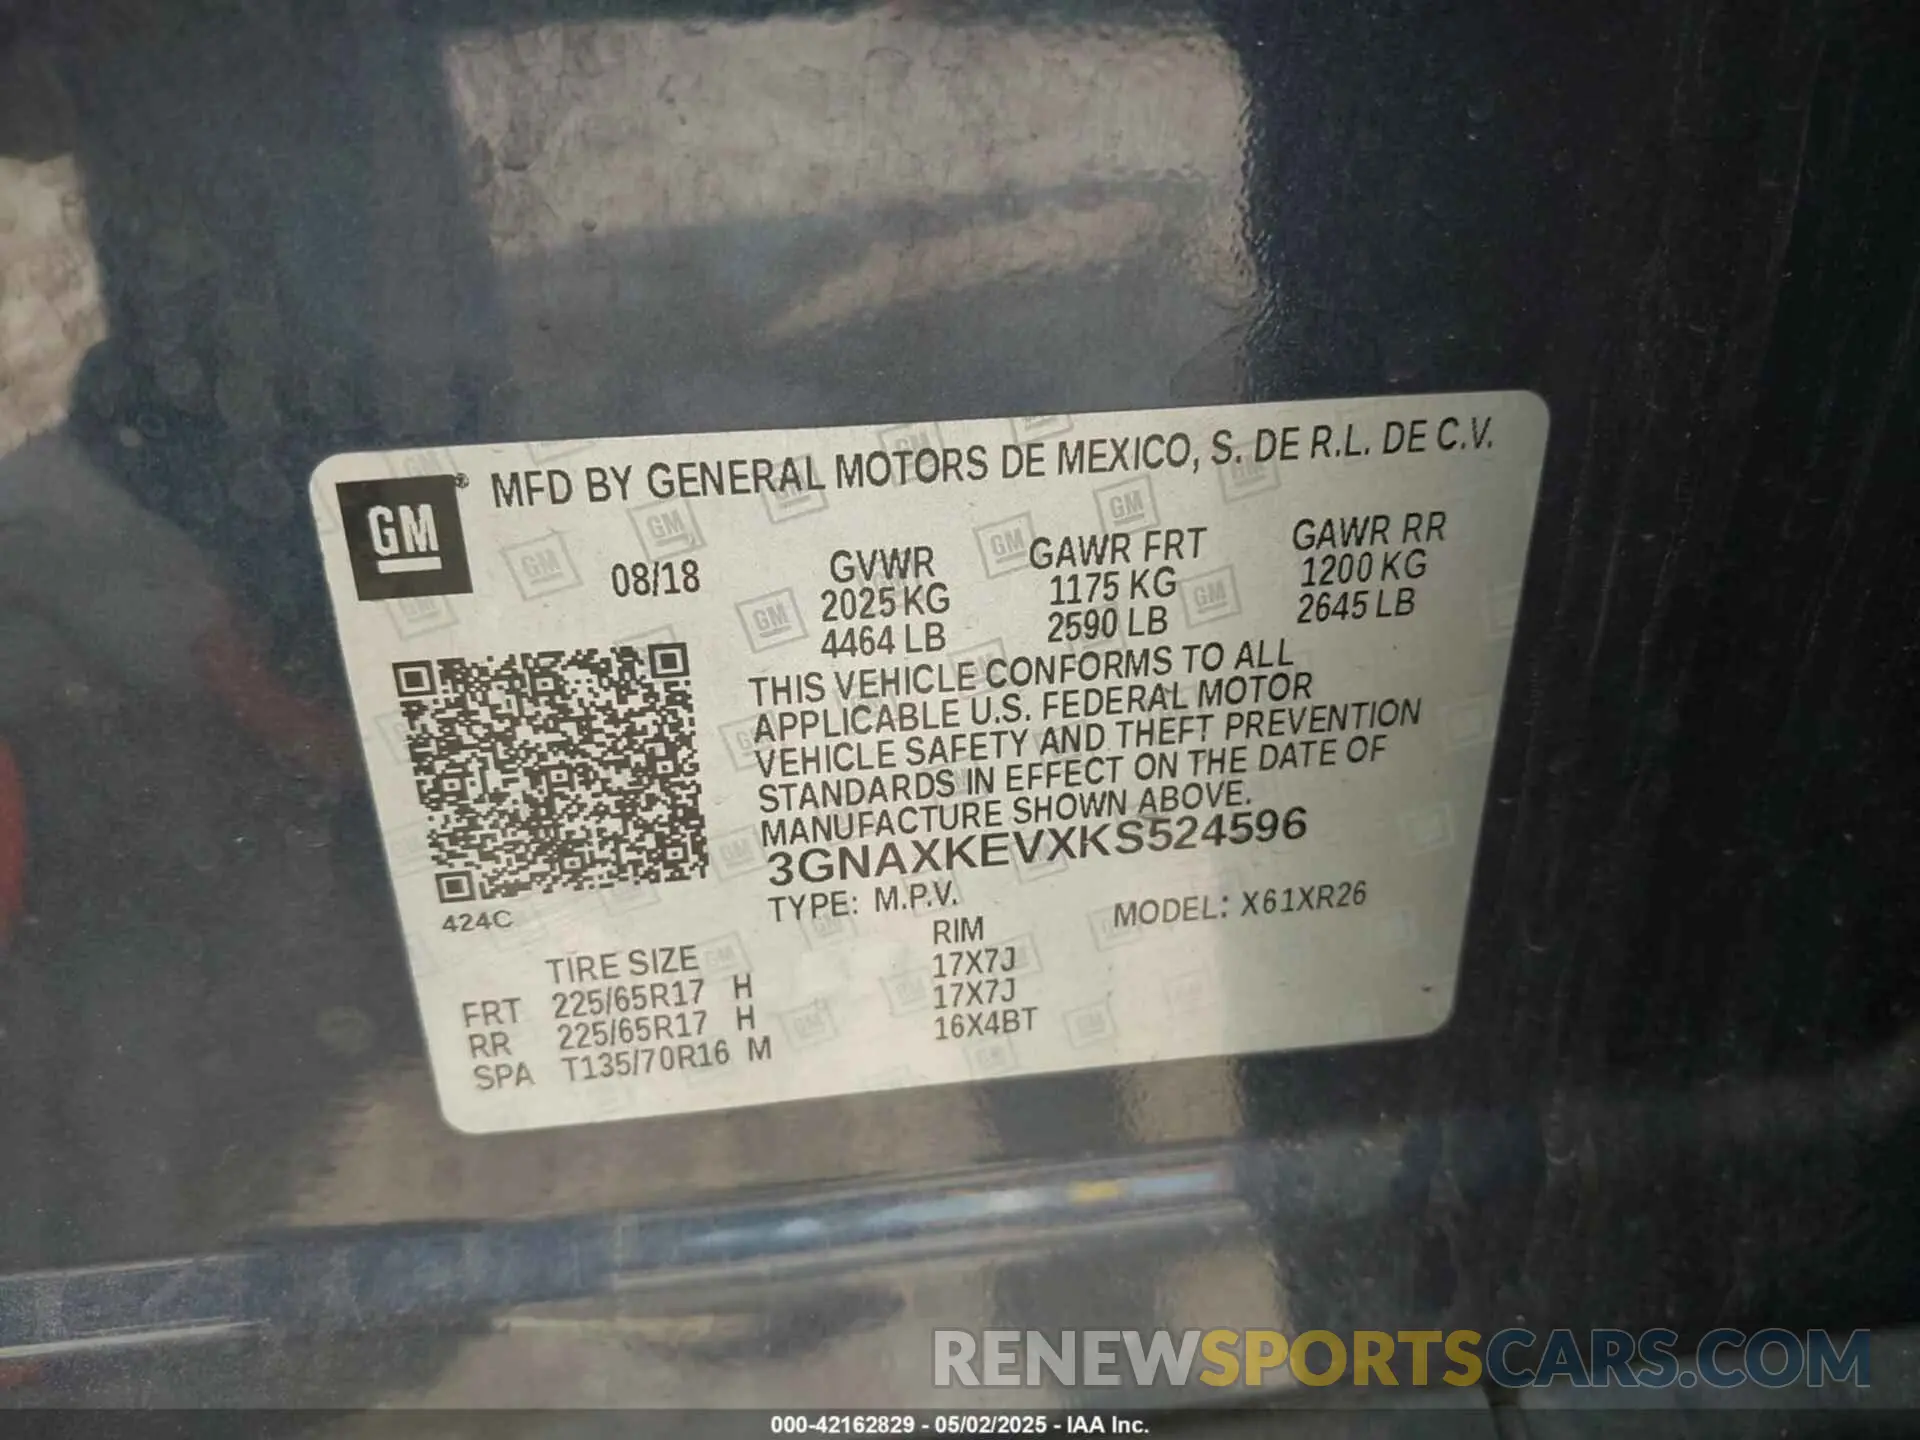 GM® MFD BY GENERAL MOTORS DE MEXICO, S. DE R.L. DE C.V.
08/18 GVWR GAWR FRT GAWR RR
2025 KG 1175 KG 1200 KG
4464 LB 2590 LB 2645 LB
THIS VEHICLE CONFORMS TO ALL
APPLICABLE U.S. FEDERAL MOTOR
VEHICLE SAFETY AND THEFT PREVENTION
STANDARDS IN EFFECT ON THE DATE OF
MANUFACTURE SHOWN ABOVE.
3GNAXKEVXKS524596
424C
TYPE: M.P.V. MODEL: X61XR26
TIRE SIZE RIM
FRT 225/65R17 H 17X7J
RR 225/65R17 H 17X7J
SPA T135/70R16 M 16X4BT
RENEWSPORTSCARS.COM
000-42162829 - 05/02/2025 - IAA Inc.